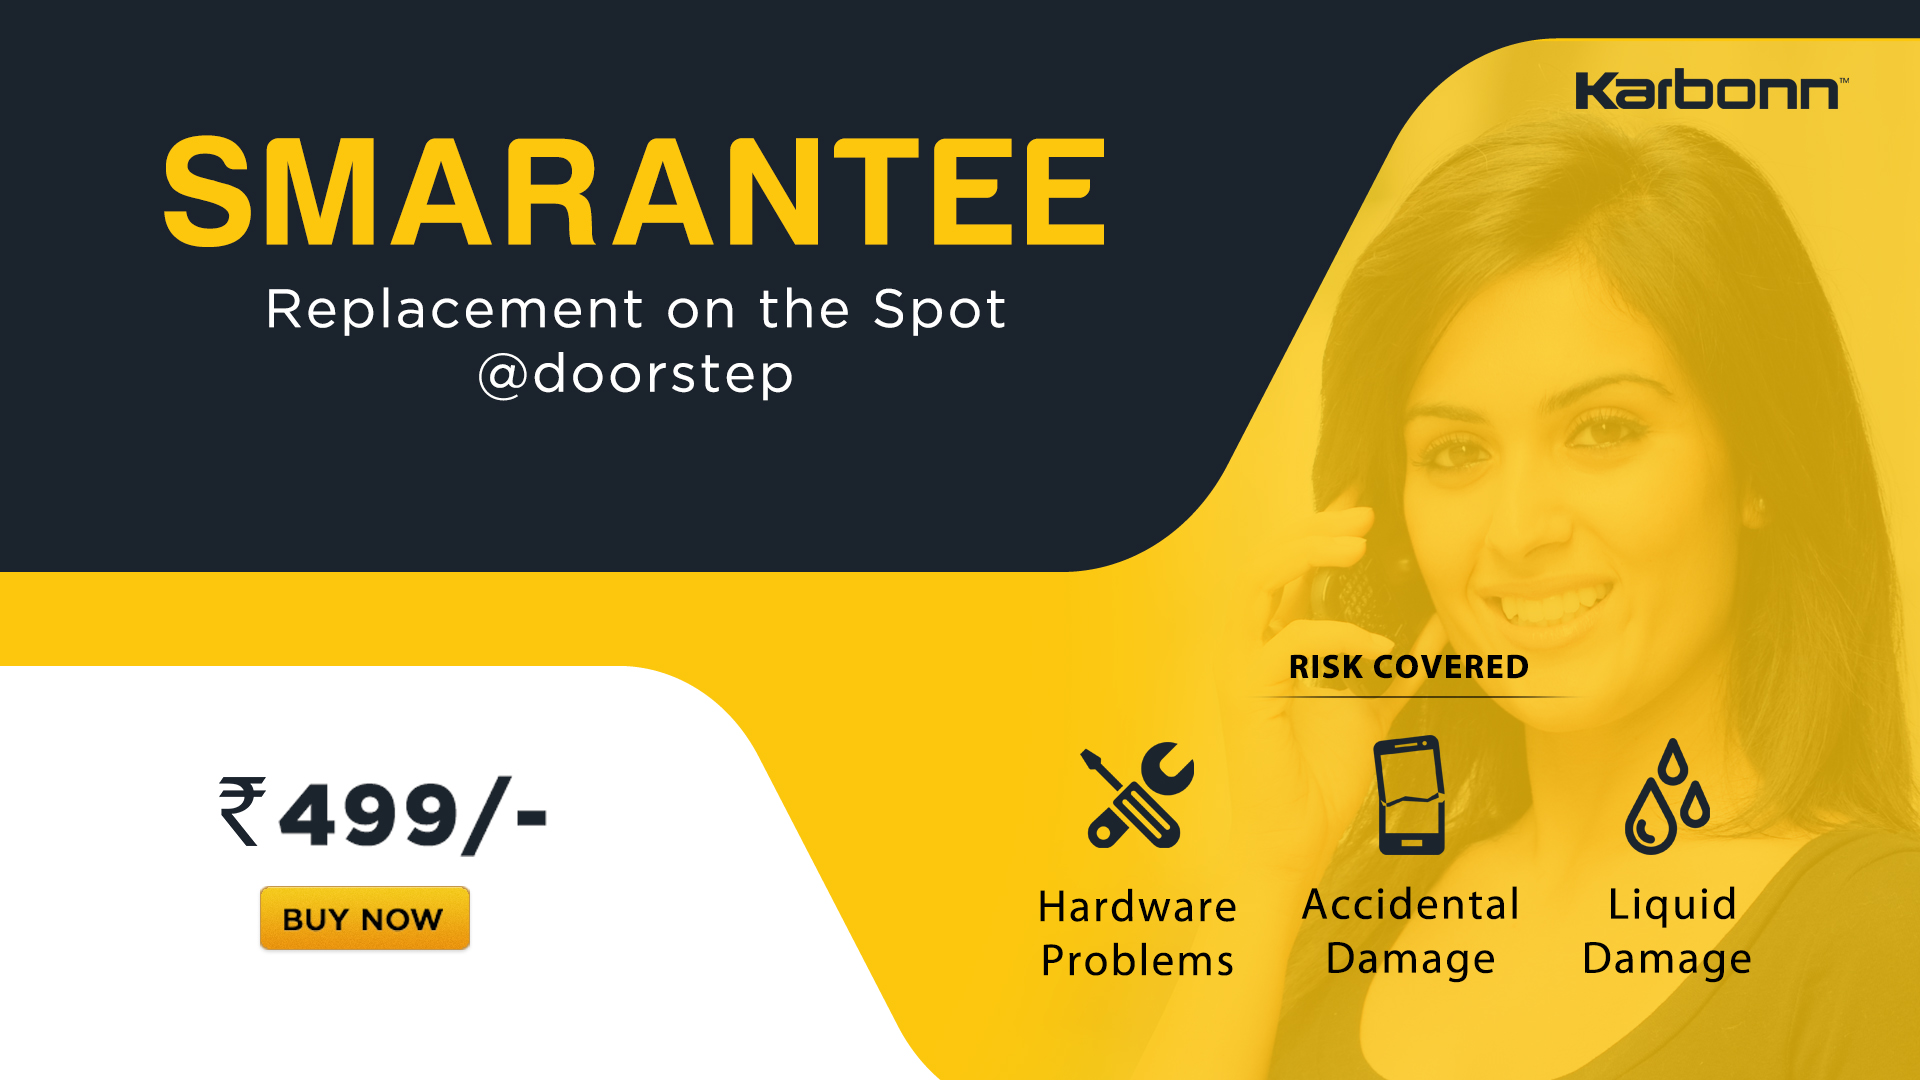 Karbonn™
SMARANTEE
Replacement on the Spot
@doorstep
RISK COVERED
Hardware
Problems
Accidental
Damage
Liquid
Damage
₹499/-
BUY NOW